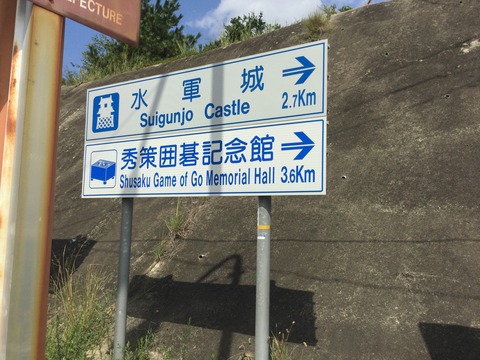 FECTURE
水軍城
Suigunjo Castle 2.7Km
秀策囲碁記念館
Shusaku Game of Go Memorial Hall 3.6Km